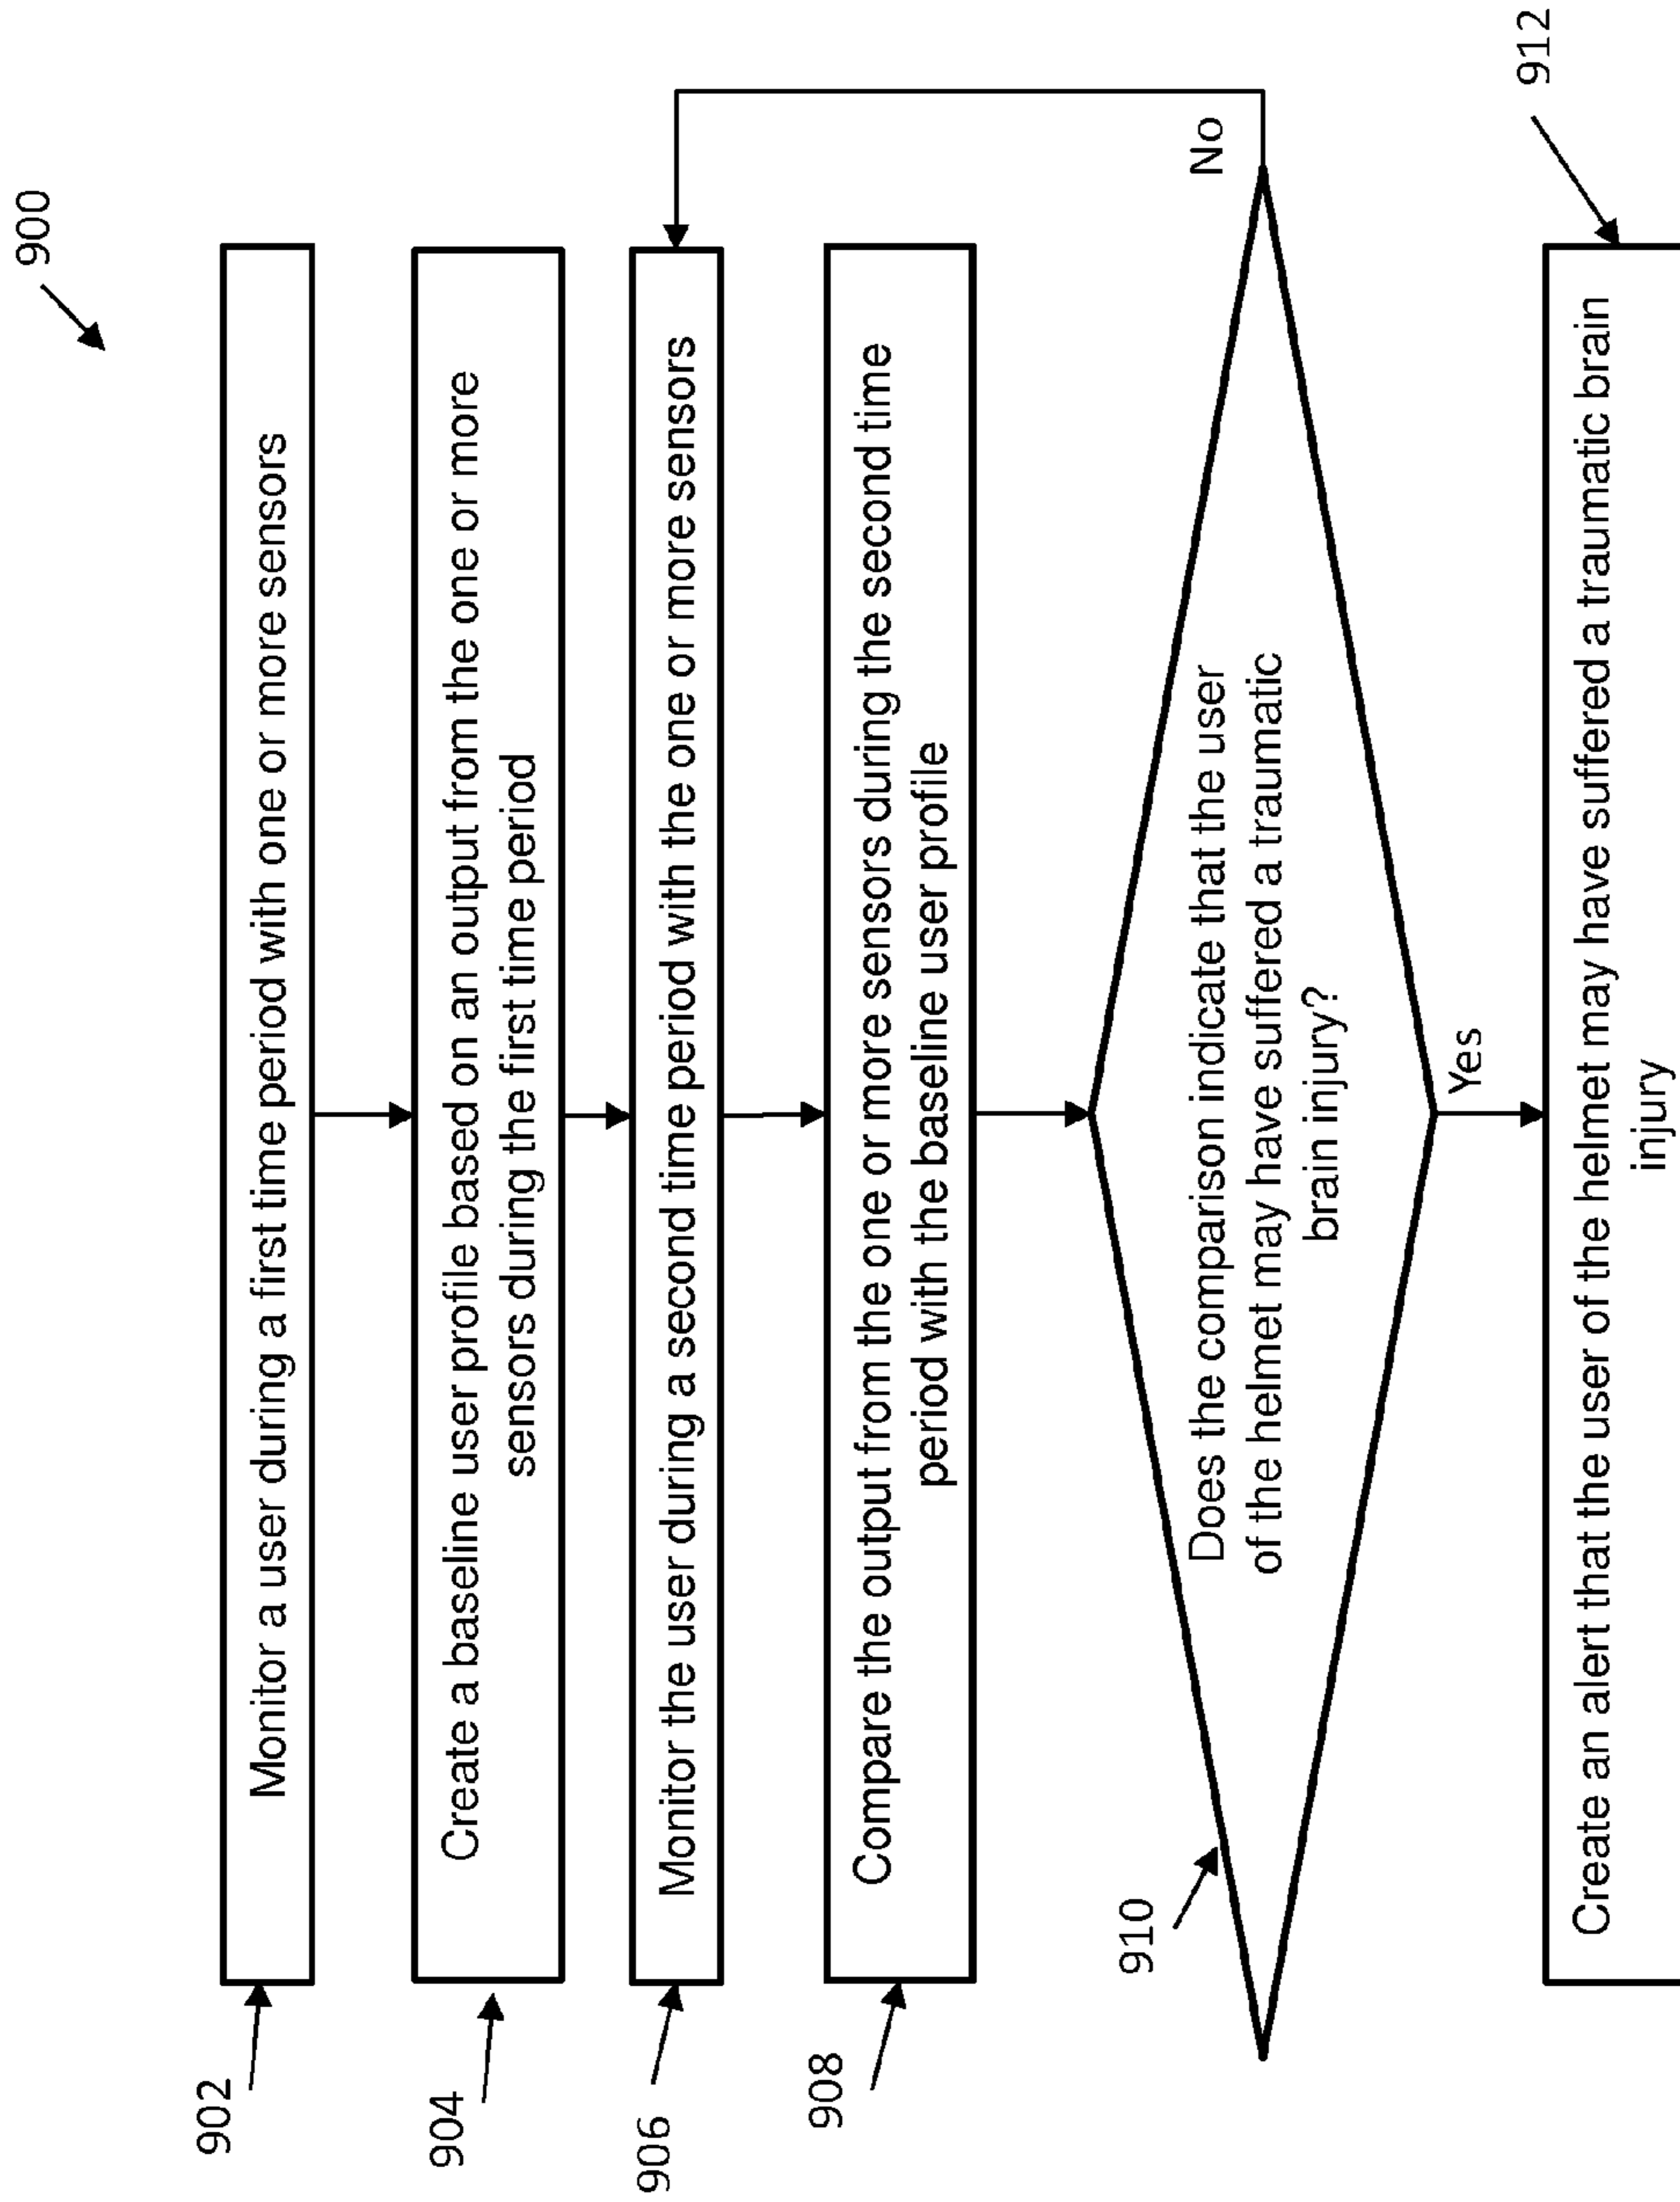 900
902
Monitor a user during a first time period with one or more sensors
904
Create a baseline user profile based on an output from the one or more
sensors during the first time period
906
Monitor the user during a second time period with the one or more sensors
908
Compare the output from the one or more sensors during the second time
period with the baseline user profile
910
Does the comparison indicate that the user
of the helmet may have suffered a traumatic
brain injury?
No
Yes
912
Create an alert that the user of the helmet may have suffered a traumatic brain
injury